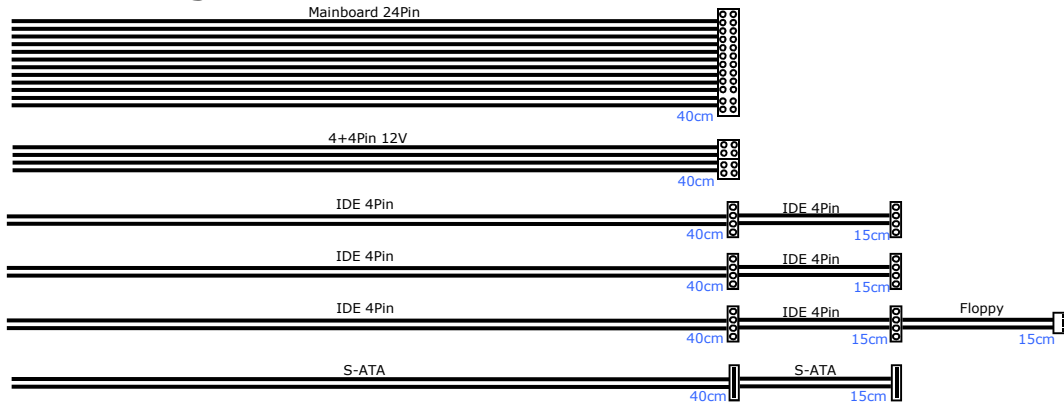 Mainboard 24Pin
40cm
4+4Pin 12V
40cm
IDE 4Pin
40cm
IDE 4Pin
15cm
IDE 4Pin
40cm
IDE 4Pin
15cm
IDE 4Pin
40cm
IDE 4Pin
15cm
Floppy
15cm
S-ATA
40cm
S-ATA
15cm